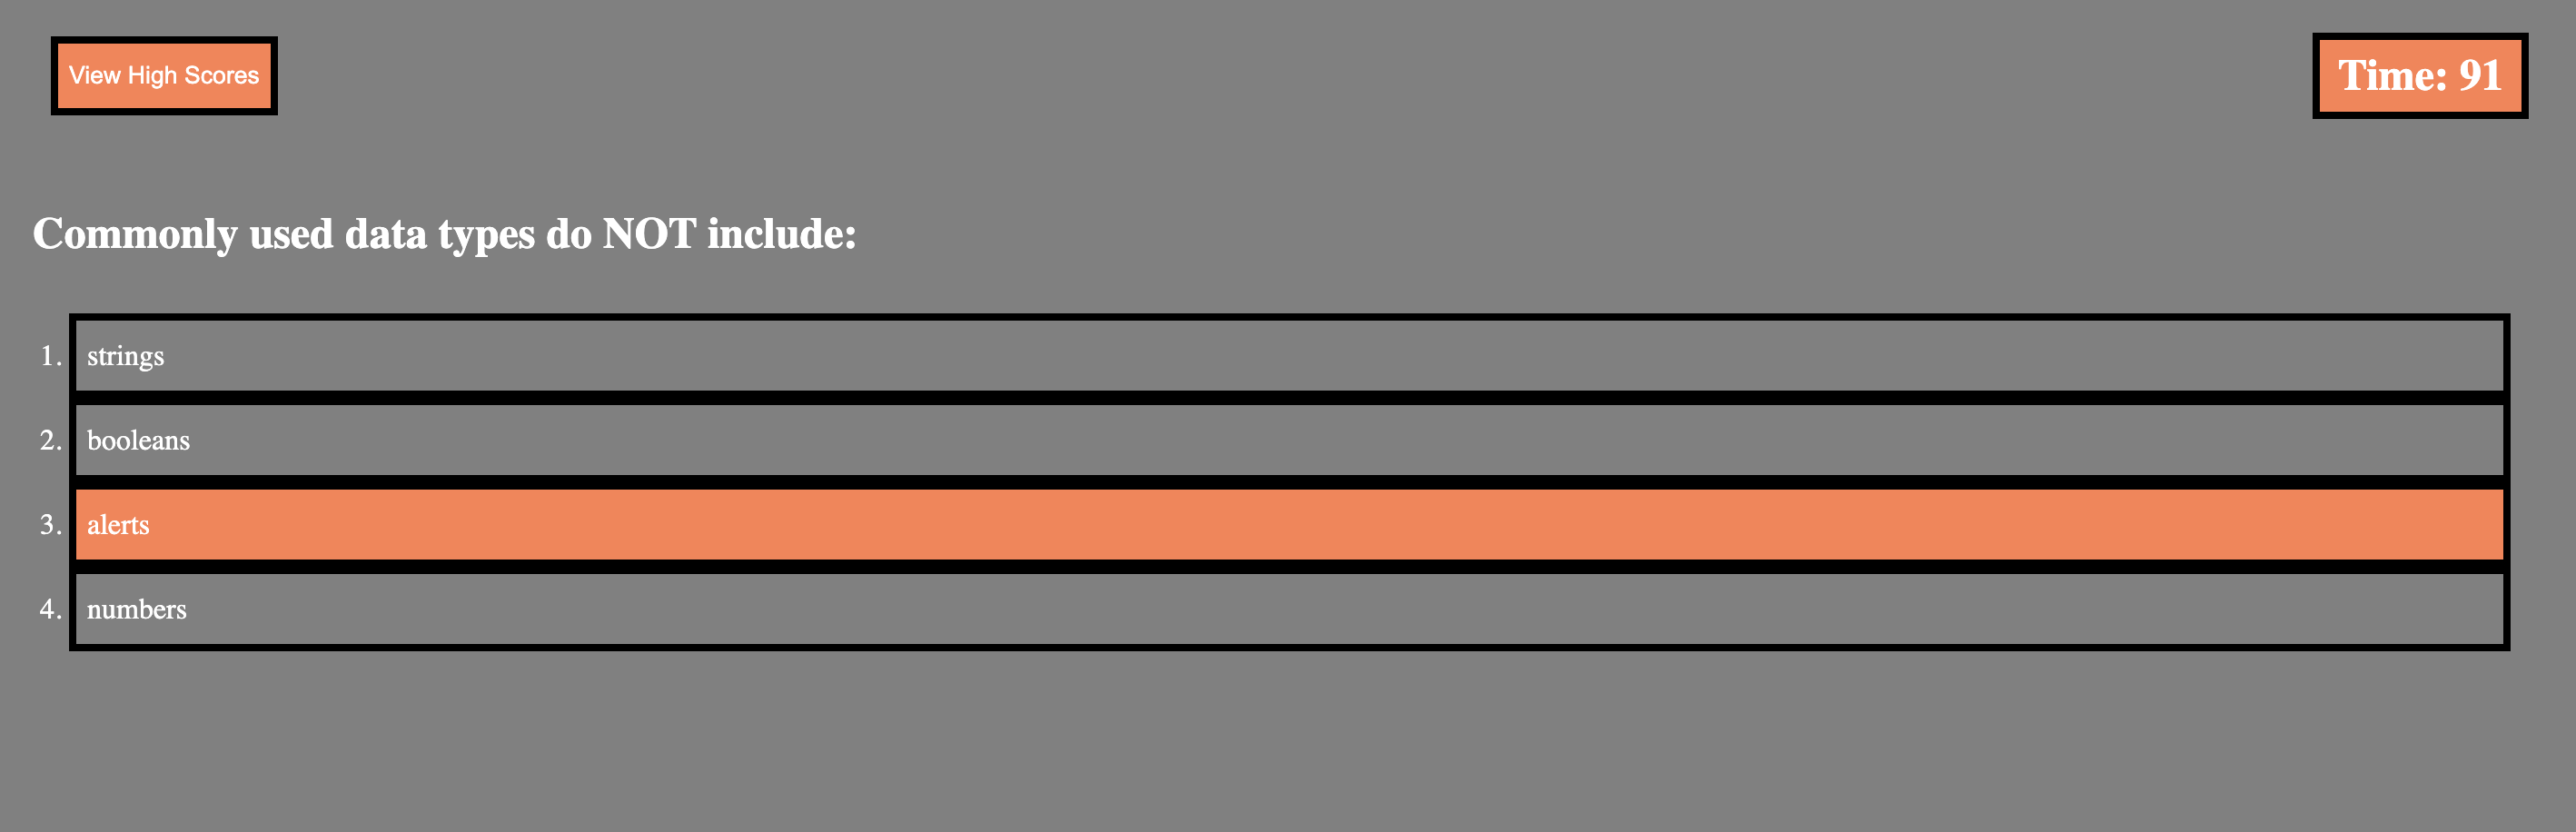 View High Scores
Time: 91
Commonly used data types do NOT include:
1. strings
2. booleans
3. alerts
4. numbers